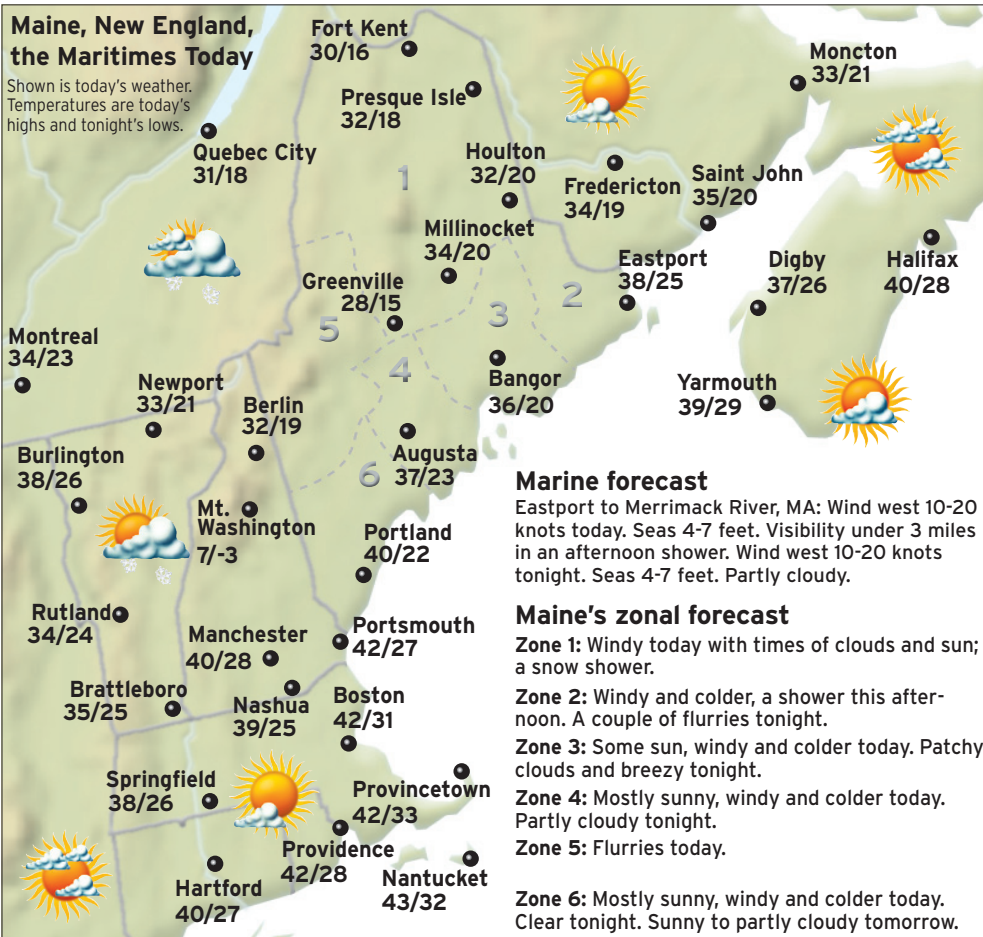 Maine, New England,
the Maritimes Today
Shown is today's weather.
Temperatures are today's
highs and tonight's lows.
Fort Kent
30/16
Presque Isle
32/18
Moncton
33/21
Quebec City
31/18
1
Houlton
32/20
Fredericton
34/19
Saint John
35/20
Millinocket
34/20
Greenville
28/15
Eastport
38/25
Digby
37/26
Halifax
40/28
2
3
5
4
Montreal
34/23
Newport
33/21
Berlin
32/19
Bangor
36/20
Yarmouth
39/29
Burlington
38/26
6
Augusta
37/23
Mt.
Washington
7/-3
Portland
40/22
Rutland
34/24
Manchester
40/28
Portsmouth
42/27
Brattleboro
35/25
Nashua
39/25
Boston
42/31
Springfield
38/26
Provincetown
42/33
Providence
42/28
Hartford
40/27
Nantucket
43/32
Marine forecast
Eastport to Merrimack River, MA: Wind west 10-20
knots today. Seas 4-7 feet. Visibility under 3 miles
in an afternoon shower. Wind west 10-20 knots
tonight. Seas 4-7 feet. Partly cloudy.
Maine's zonal forecast
Zone 1: Windy today with times of clouds and sun;
a snow shower.
Zone 2: Windy and colder, a shower this after-
noon. A couple of flurries tonight.
Zone 3: Some sun, windy and colder today. Patchy
clouds and breezy tonight.
Zone 4: Mostly sunny, windy and colder today.
Partly cloudy tonight.
Zone 5: Flurries today.
Zone 6: Mostly sunny, windy and colder today.
Clear tonight. Sunny to partly cloudy tomorrow.